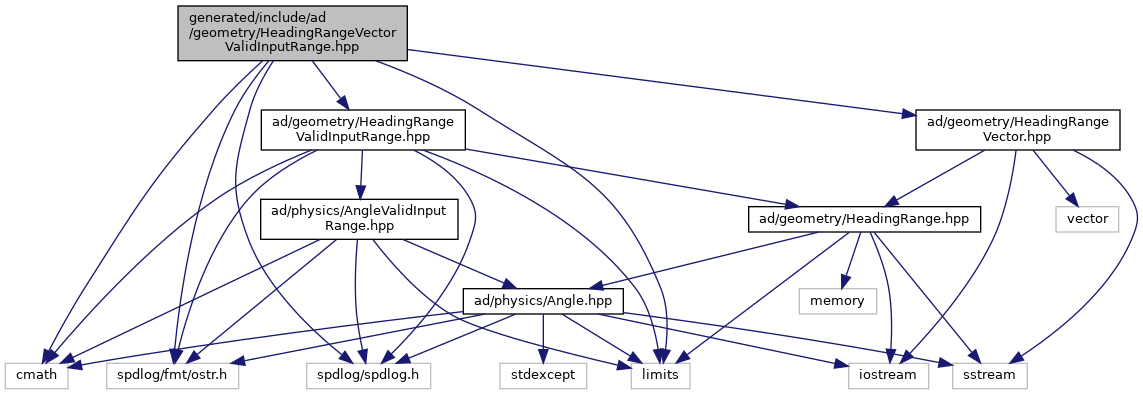 generated/include/ad
/geometry/HeadingRangeVector
ValidInputRange.hpp
ad/geometry/HeadingRange
ValidInputRange.hpp
ad/geometry/HeadingRange
Vector.hpp
ad/physics/AngleValidInput
Range.hpp
ad/geometry/HeadingRange.hpp
vector
ad/physics/Angle.hpp
memory
cmath
spdlog/fmt/ostr.h
spdlog/spdlog.h
stdexcept
limits
iostream
sstream